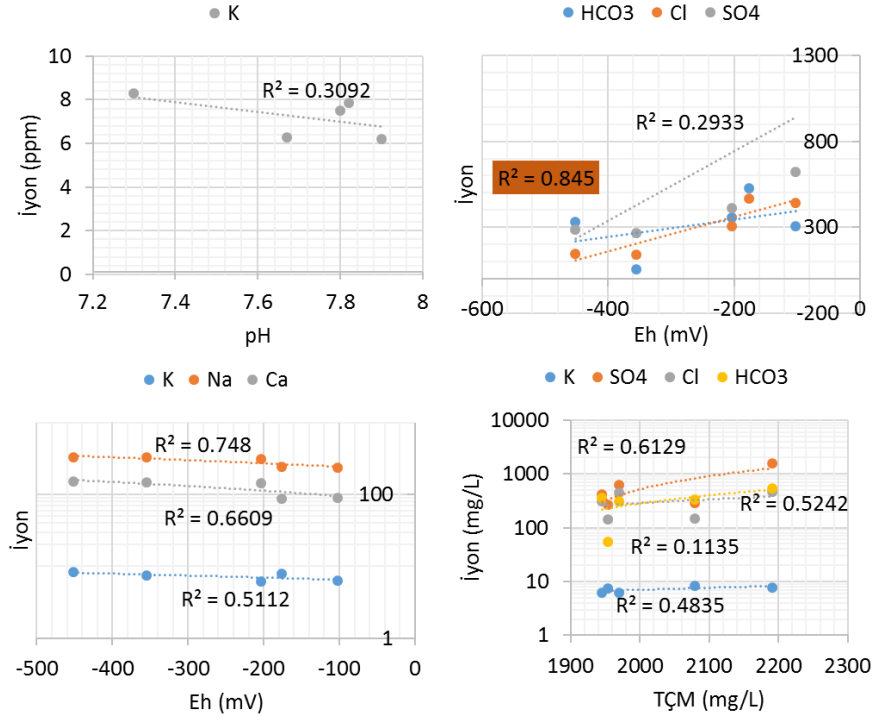 K
10
8
6
4
2
0
R² = 0.3092
7.2 7.4 7.6 7.8 8
İyon (ppm)
pH
HCO3 Cl SO4
1300
800
300
-200
R² = 0.2933
R² = 0.845
İyon
-600 -400 -200 0
Eh (mV)
K Na Ca
R² = 0.748
100
R² = 0.6609
R² = 0.5112
1
İyon
-500 -400 -300 -200 -100 0
Eh (mV)
K SO4 Cl HCO3
10000
1000
100
10
1
R² = 0.6129
R² = 0.5242
R² = 0.1135
R² = 0.4835
İyon (mg/L)
1900 2000 2100 2200 2300
TÇM (mg/L)